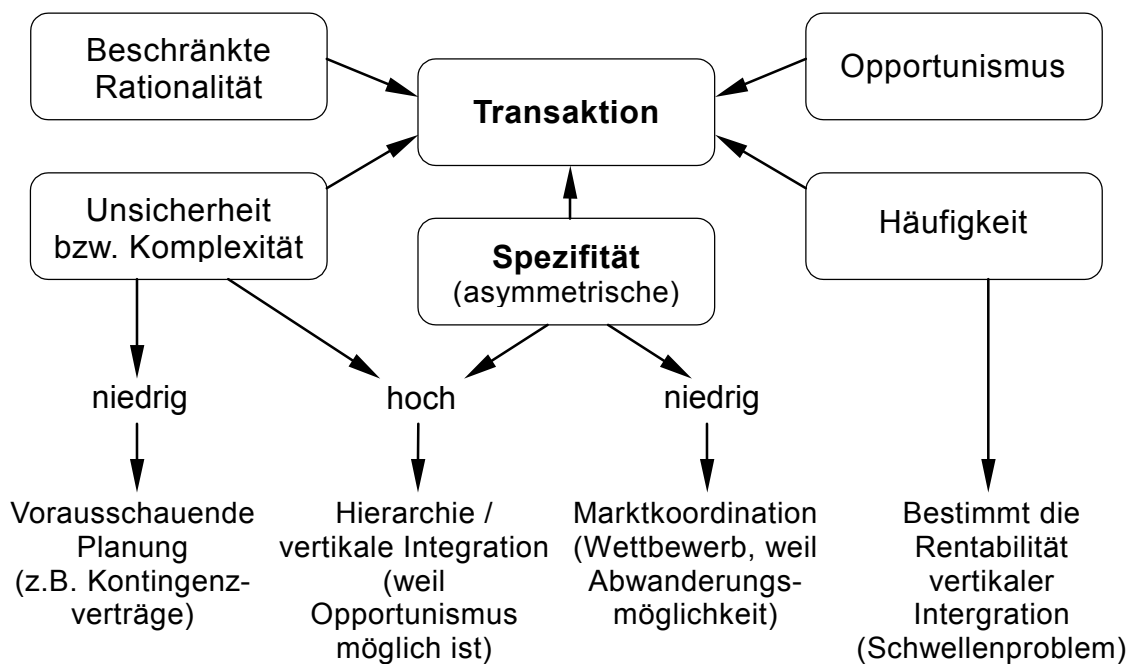 Beschränkte
Rationalität
Transaktion
Opportunismus
Unsicherheit
bzw. Komplexität
Spezifität
(asymmetrische)
Häufigkeit
niedrig
hoch
niedrig
Vorausschauende
Planung
(z.B. Kontingenz-
verträge)
Hierarchie /
vertikale Integration
(weil
Opportunismus
möglich ist)
Marktkoordination
(Wettbewerb, weil
Abwanderungs-
möglichkeit)
Bestimmt die
Rentabilität
vertikaler
Intergration
(Schwellenproblem)